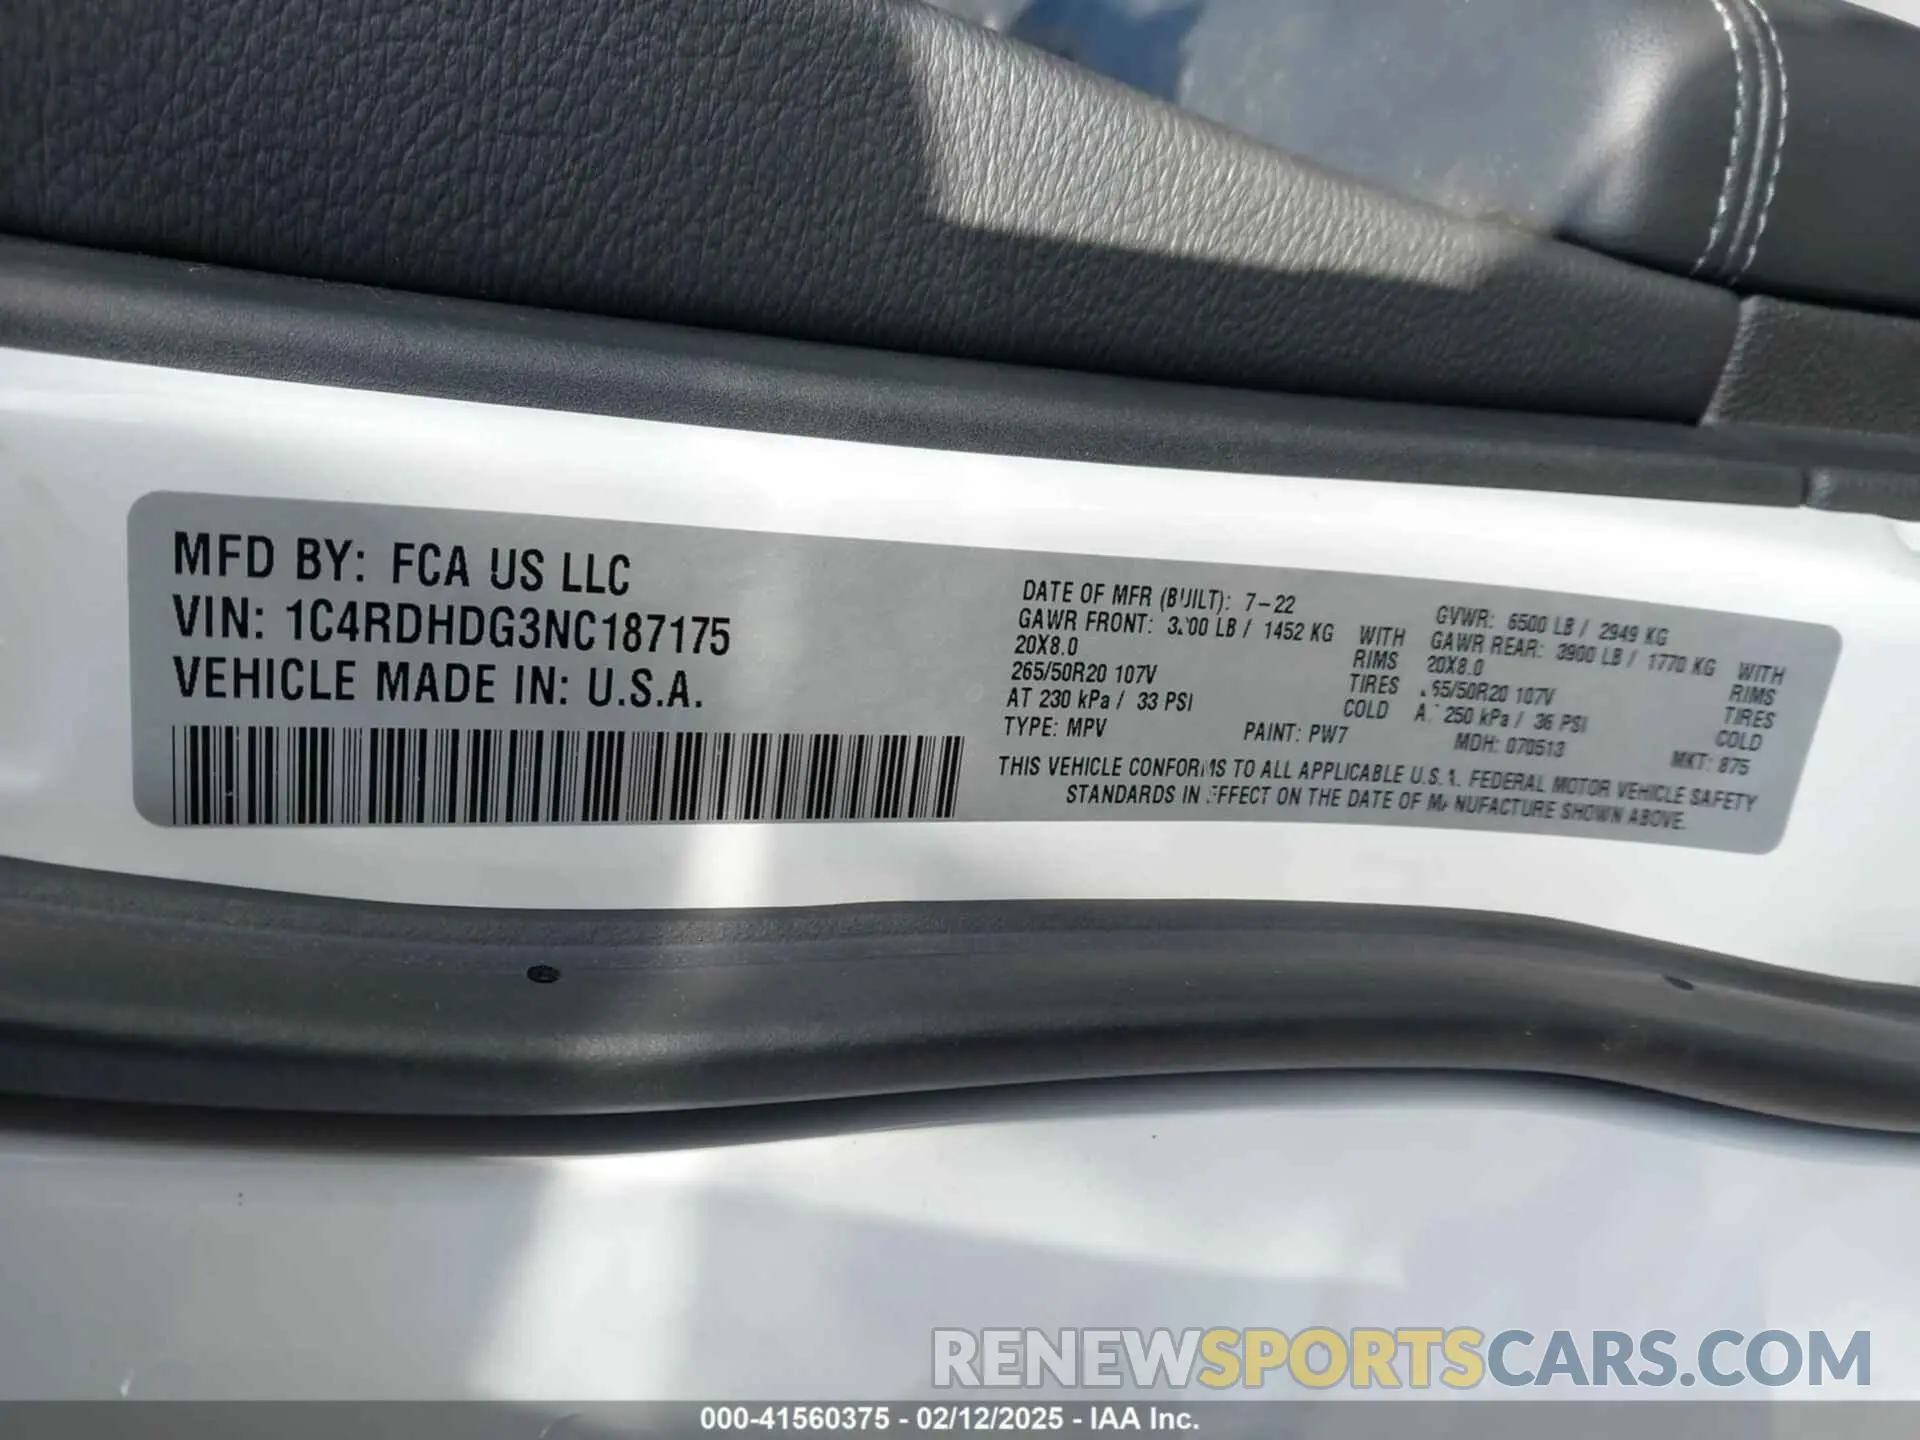 MFD BY: FCA US LLC
VIN: 1C4RDHDG3NC187175
VEHICLE MADE IN: U.S.A.
DATE OF MFR (BUILT): 7-22
GAWR FRONT: LB / 1452 KG WITH
20X8.0 RIMS
265/50R20 107V TIRES
AT 230 kPa / 33 PSI COLD
TYPE: MPV PAINT: PW7
GVWR: 6500 LB / 2949 KG
GAWR REAR: 3900 LB / 1770 KG WITH
20X8.0 RIMS
107V TIRES
250 kPa / 36 PSI COLD
MDH: 070513 MKT: 875
THIS VEHICLE CONFORMS TO ALL APPLICABLE U.S.A. FEDERAL MOTOR VEHICLE SAFETY
STANDARDS IN EFFECT ON THE DATE OF MANUFACTURE SHOWN ABOVE.
RENEWSPORTSCARS.COM
000-41560375 - 02/12/2025 - IAA Inc.